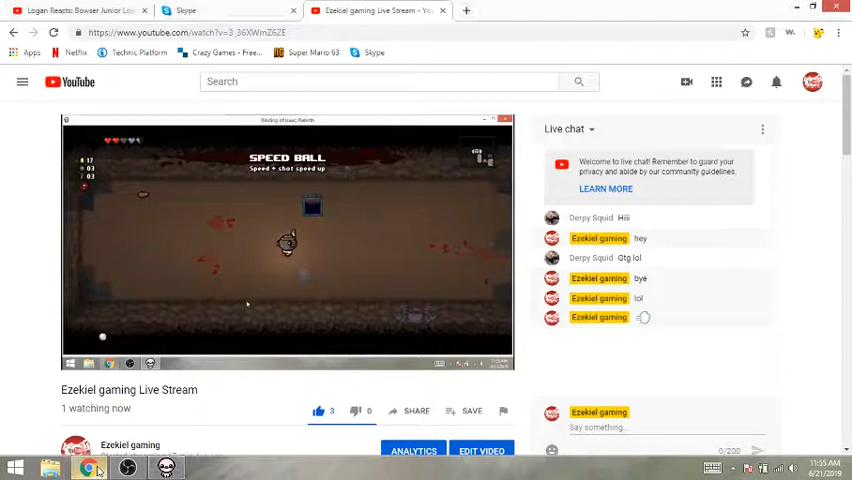 Logan Reacts: Bowser Junior Los
Skype
Ezekiel gaming Live Stream - Yo
https://www.youtube.com/watch?v=3_36XWmZ6ZE
Apps
Netflix
Technic Platform
Crazy Games - Free...
Super Mario 63
Skype
YouTube
Search
Binding of Isaac: Rebirth
17
03
03
SPEED BALL
Speed + shot speed up
Live chat
Welcome to live chat! Remember to guard your
privacy and abide by our community guidelines.
LEARN MORE
Derpy Squid Hiii
Ezekiel gaming hey
Derpy Squid Gtg lol
Ezekiel gaming bye
Ezekiel gaming lol
Ezekiel gaming
Ezekiel gaming Live Stream
1 watching now
3
0
SHARE
SAVE
Ezekiel gaming
ANALYTICS
EDIT VIDEO
Ezekiel gaming
Say something...
0/200
11:55 AM
6/21/2019